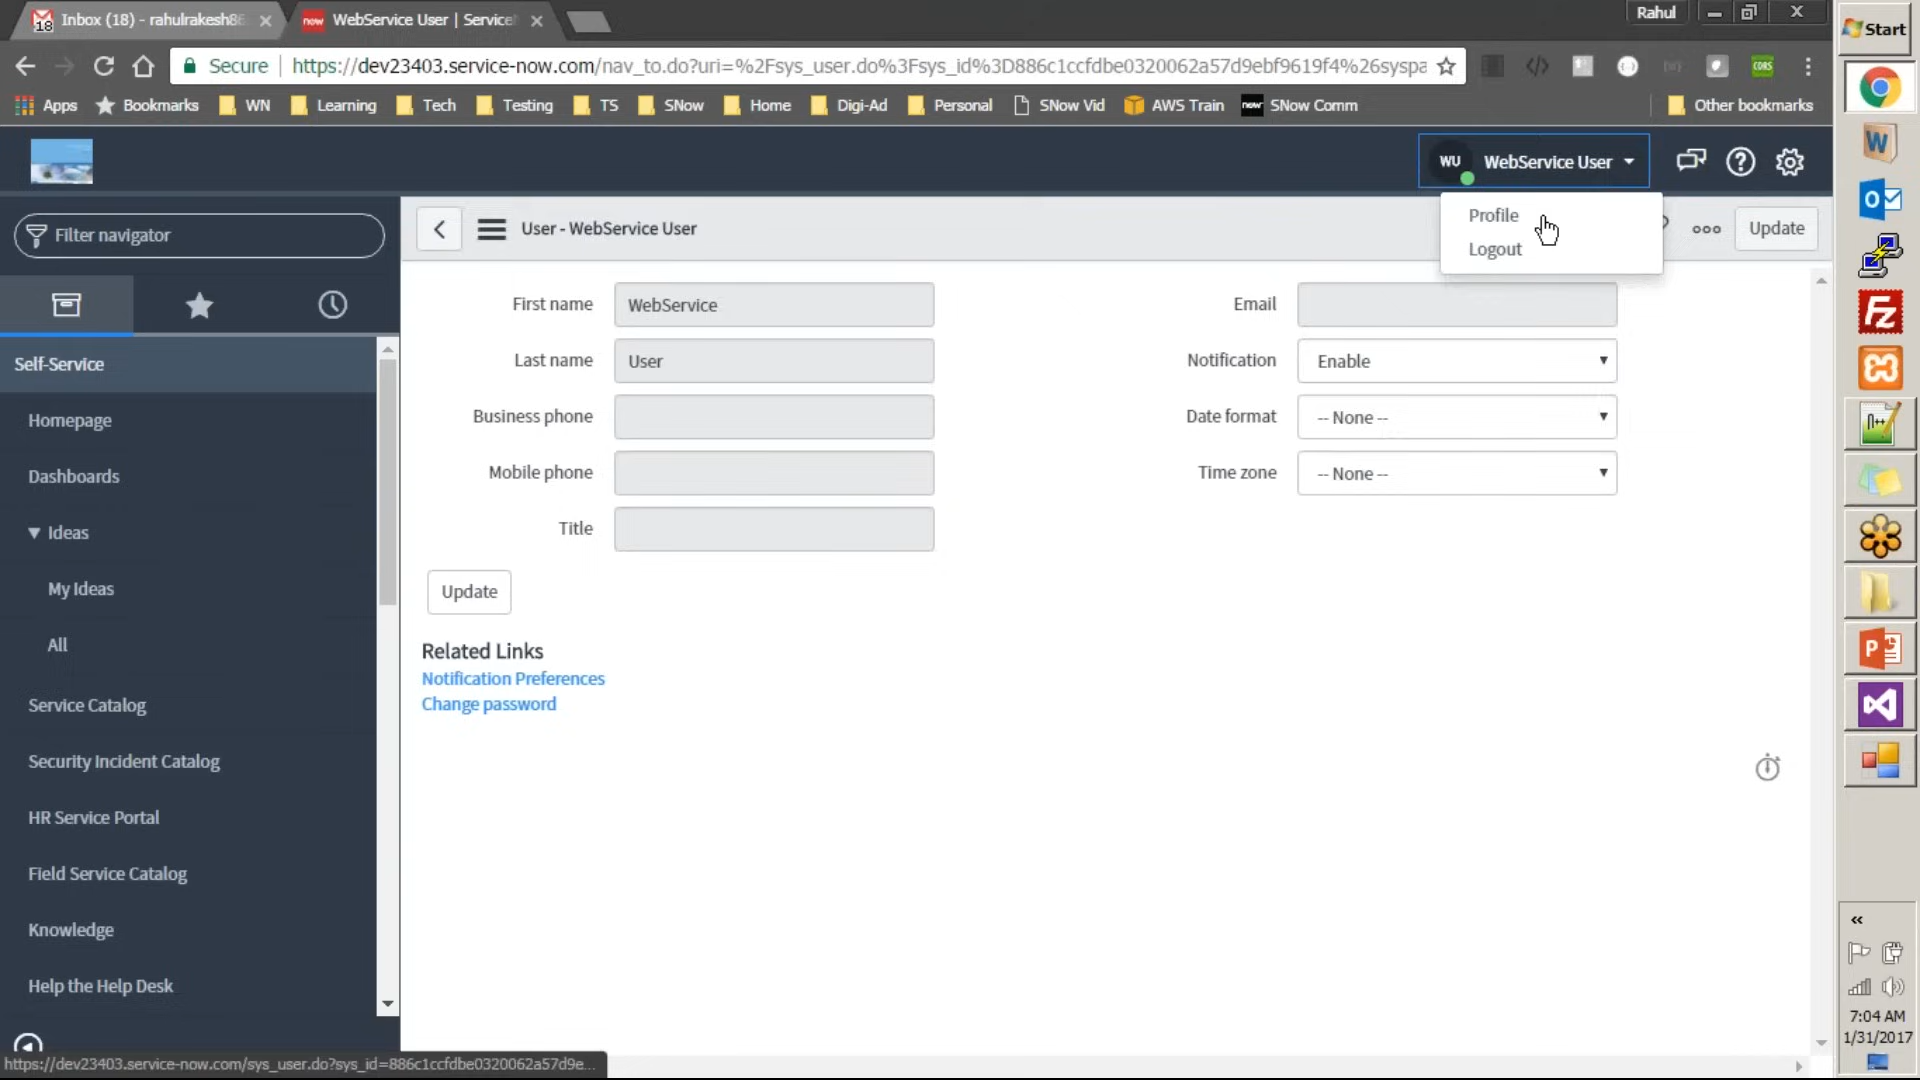 Inbox (18) - rahulrakesh86
now WebService User | Service
Rahul
Start
Secure https://dev23403.service-now.com/nav_to.do?uri=%2Fsys_user.do%3Fsys_id%3D886c1ccfdbe0320062a57d9ebf9619f4%26syspa
CORS
Apps Bookmarks WN Learning Tech Testing TS SNow Home Digi-Ad Personal SNow Vid AWS Train now SNow Comm Other bookmarks
WU WebService User
Profile
Logout
Filter navigator
User - WebService User
Update
Self-Service
Homepage
Dashboards
Ideas
My Ideas
All
Service Catalog
Security Incident Catalog
HR Service Portal
Field Service Catalog
Knowledge
Help the Help Desk
First name WebService
Last name User
Business phone
Mobile phone
Title
Email
Notification Enable
Date format -- None --
Time zone -- None --
Update
Related Links
Notification Preferences
Change password
https://dev23403.service-now.com/sys_user.do?sys_id=886c1ccfdbe0320062a57d9e...
7:04 AM
1/31/2017